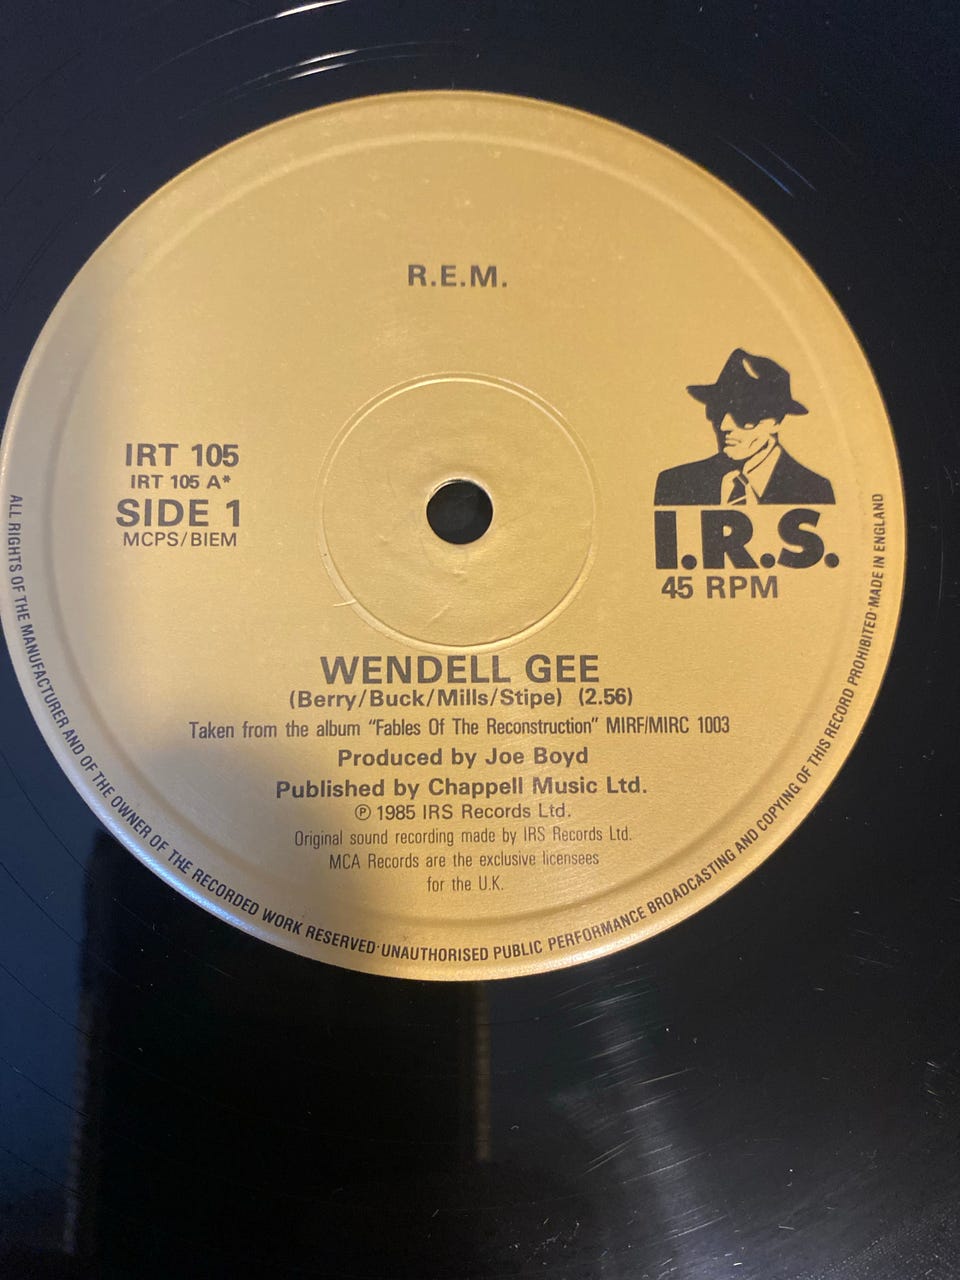 R.E.M.
IRT 105
IRT 105 A*
SIDE 1
MCPS/BIEM
I.R.S.
45 RPM
WENDELL GEE
(Berry/Buck/Mills/Stipe) (2.56)
Taken from the album "Fables Of The Reconstruction" MIRF/MIRC 1003
Produced by Joe Boyd
Published by Chappell Music Ltd.
℗ 1985 IRS Records Ltd.
Original sound recording made by IRS Records Ltd.
MCA Records are the exclusive licensees
for the U.K.
ALL RIGHTS OF THE MANUFACTURER AND OF THE OWNER OF THE RECORDED WORK RESERVED·UNAUTHORISED PUBLIC PERFORMANCE BROADCASTING AND COPYING OF THIS RECORD PROHIBITED·MADE IN ENGLAND